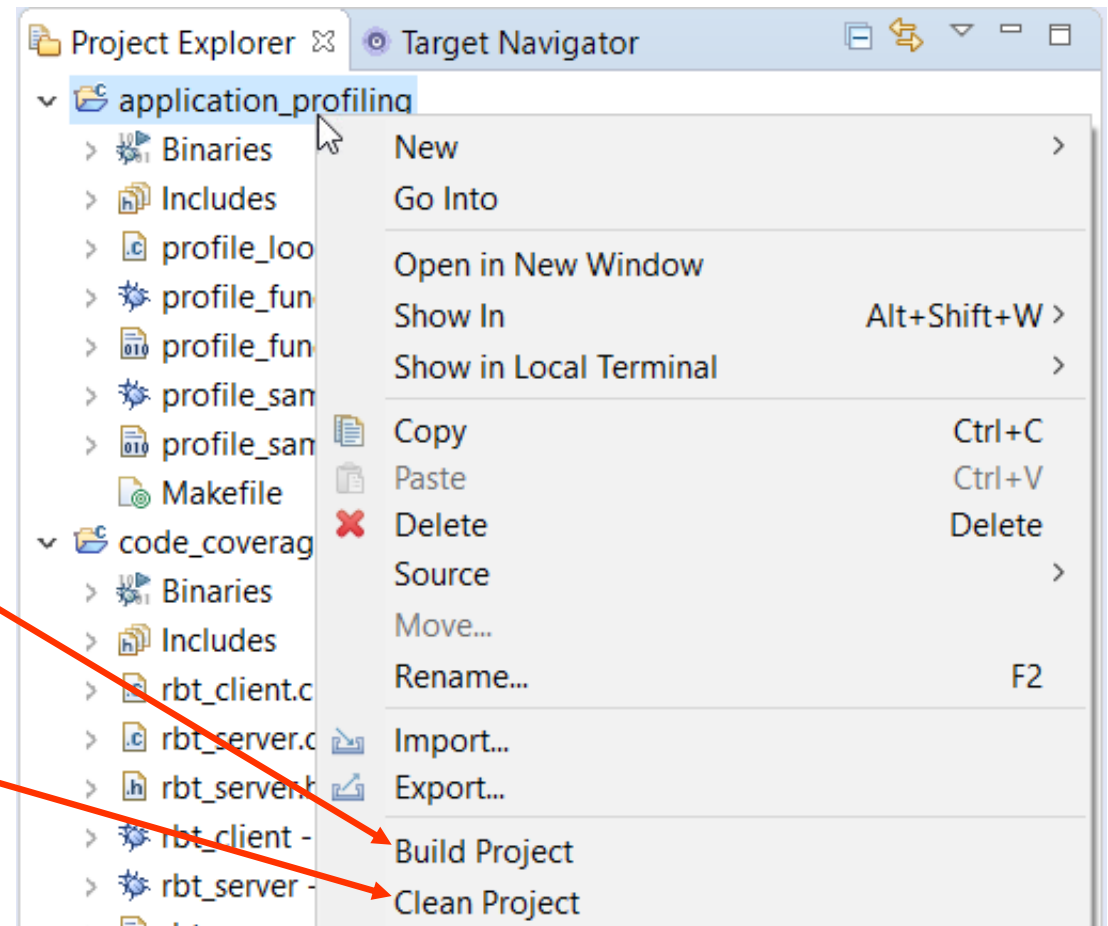 Project Explorer Target Navigator
application_profiling
Binaries
Includes
profile_loo
profile_fun
profile_fun
profile_sam
profile_sam
Makefile
code_coverag
Binaries
Includes
rbt_client.c
rbt_server.c
rbt_server.h
rbt_client -
rbt_server -
New
Go Into
Open in New Window
Show In Alt+Shift+W
Show in Local Terminal
Copy Ctrl+C
Paste Ctrl+V
Delete Delete
Source
Move...
Rename... F2
Import...
Export...
Build Project
Clean Project